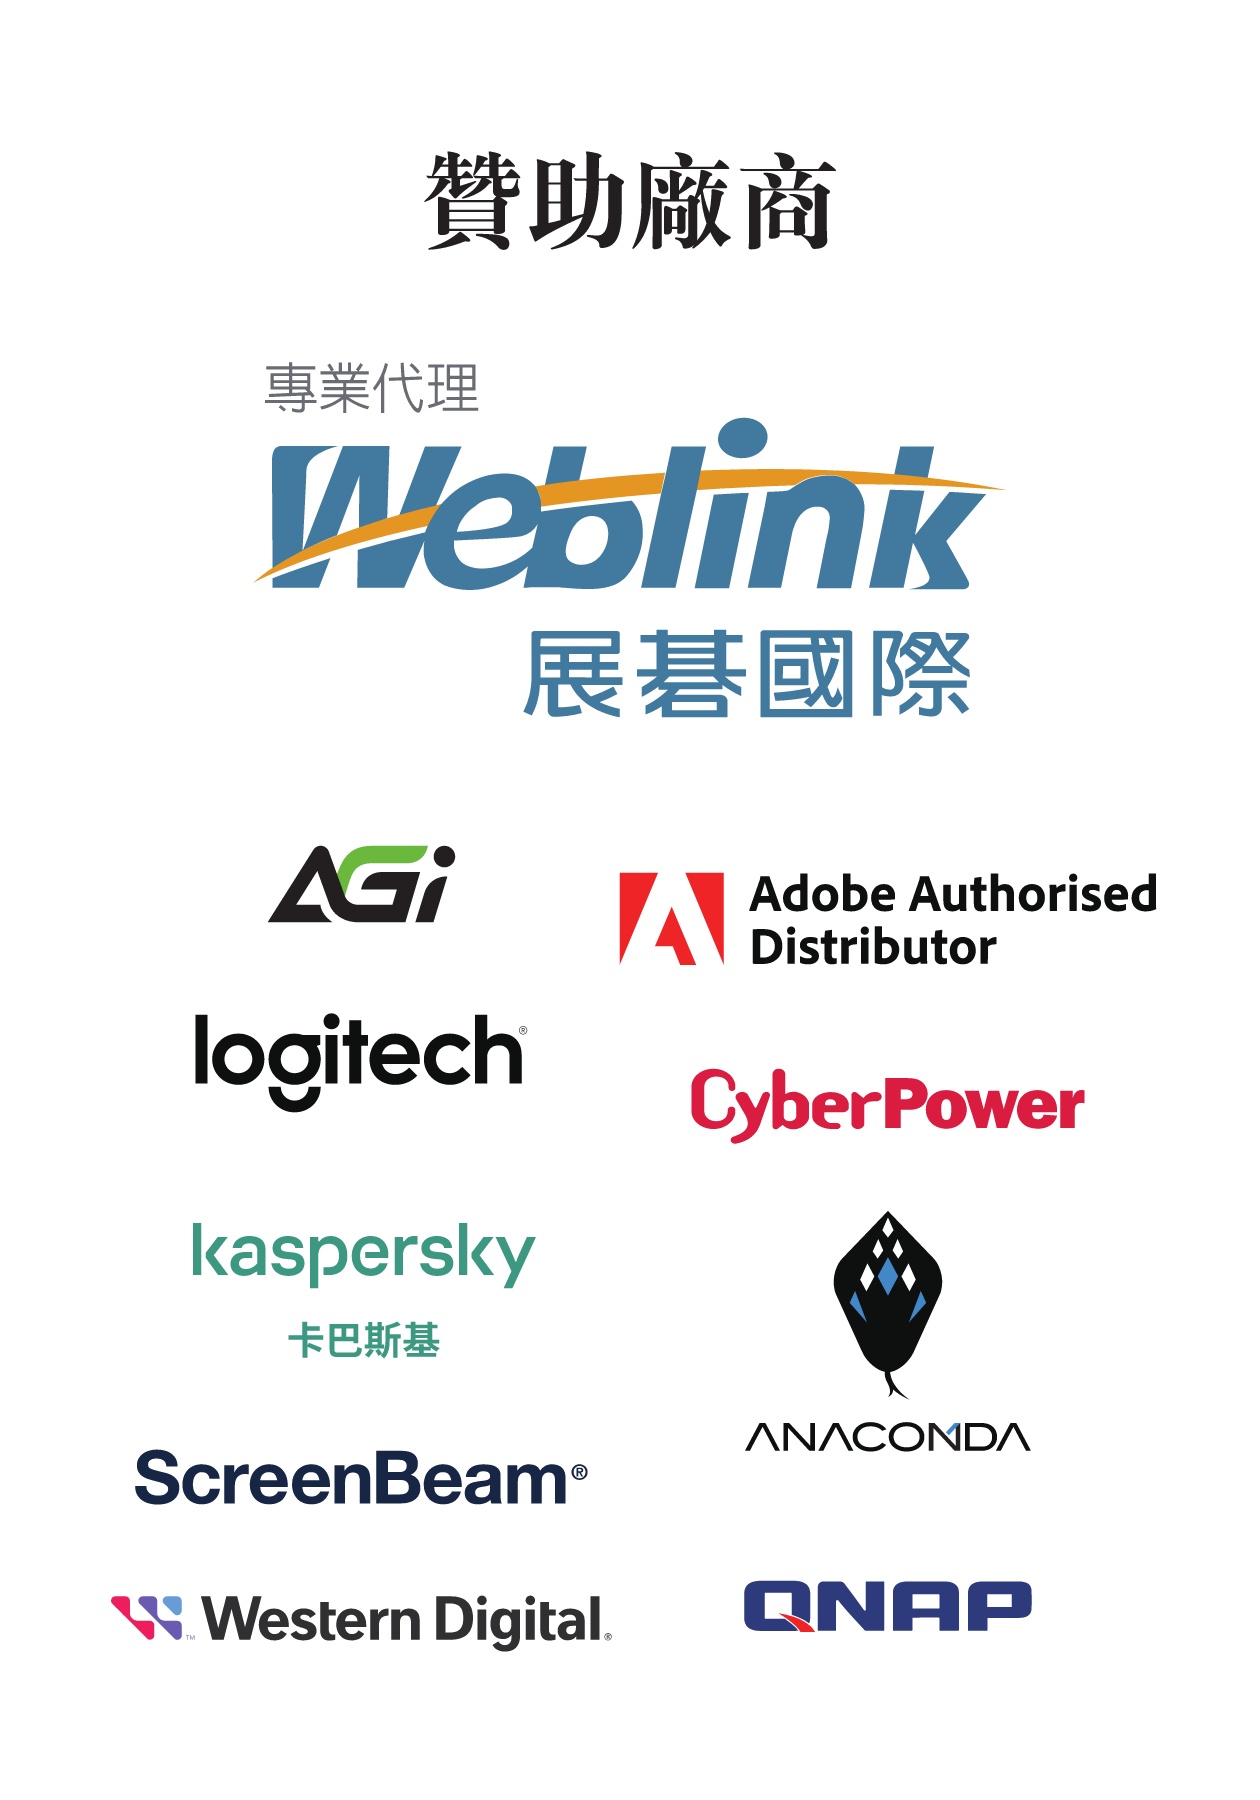 贊助廠商
專業代理
Weblink
展碁國際
AGi
Adobe Authorised
Distributor
logitech®
CyberPower
kaspersky
卡巴斯基
ANACONDA
ScreenBeam®
™ Western Digital®
QNAP